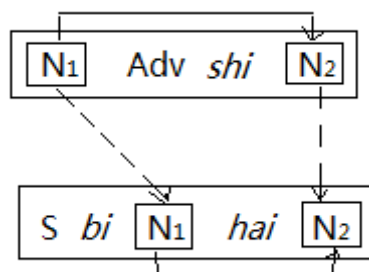 N₁ Adv shi N₂
S bi N₁ hai N₂